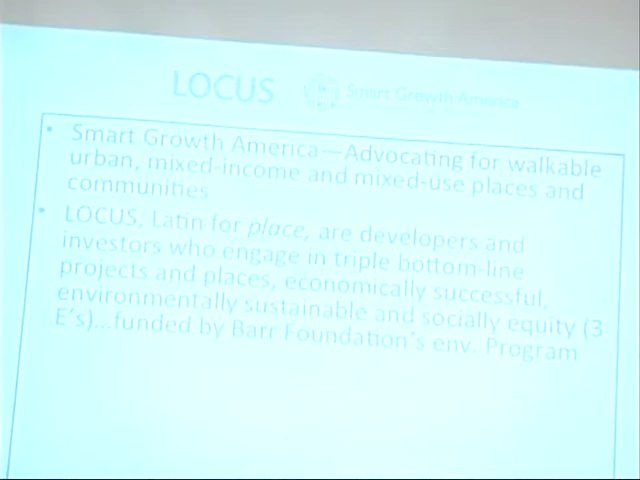 LOCUS Smart Growth America
• Smart Growth America—Advocating for walkable
urban, mixed-income and mixed-use places and
communities
• LOCUS, Latin for place, are developers and
investors who engage in triple bottom-line
projects and places, economically successful,
environmentally sustainable and socially equity (3
E's)...funded by Barr Foundation's env. Program